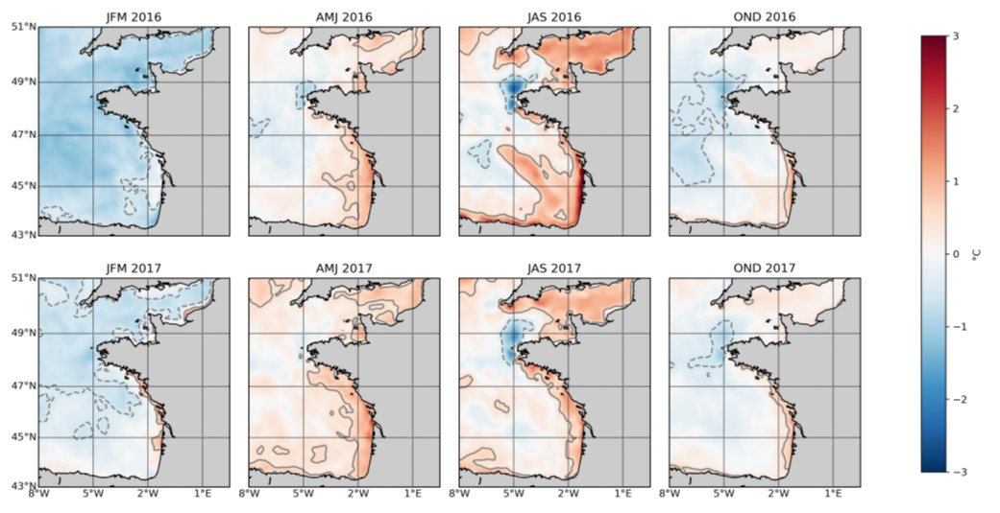 JFM 2016 AMJ 2016 JAS 2016 OND 2016
51°N
49°N
47°N
45°N
43°N
JFM 2017 AMJ 2017 JAS 2017 OND 2017
51°N
49°N
47°N
45°N
43°N
8°W 5°W 2°W 1°E 8°W 5°W 2°W 1°E 8°W 5°W 2°W 1°E 8°W 5°W 2°W 1°E
3
2
1
0
°C
−1
−2
−3